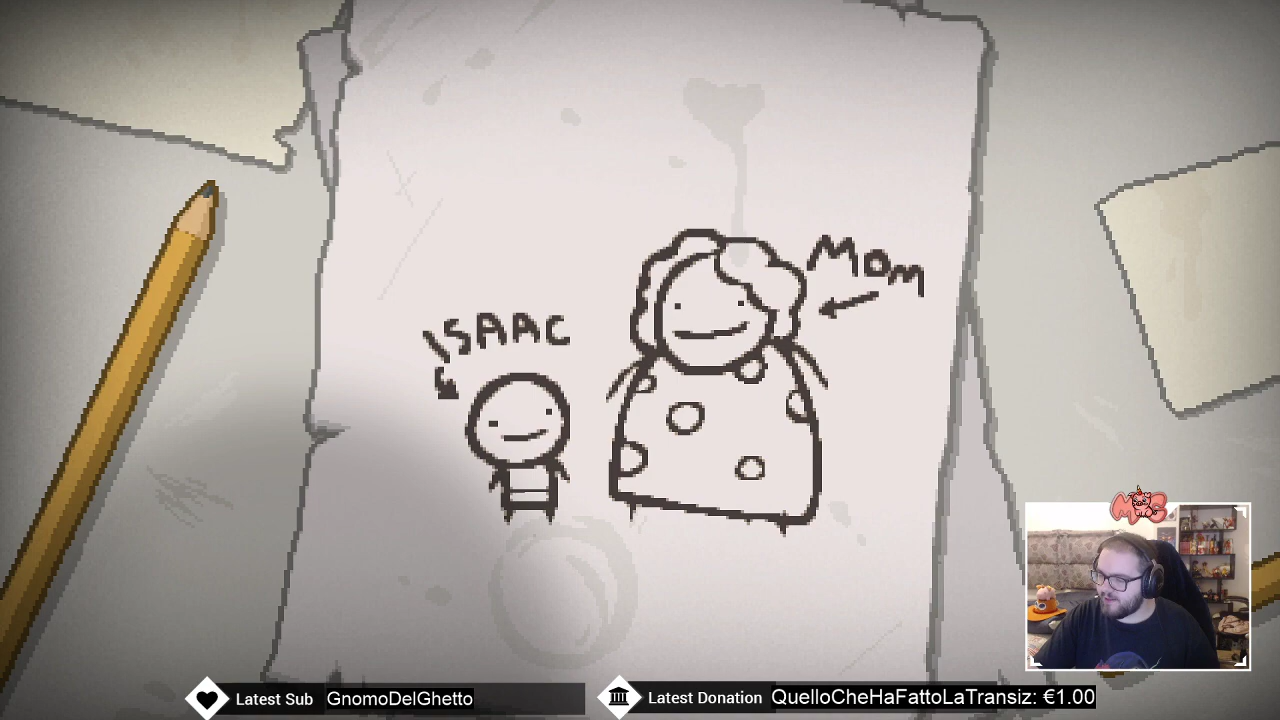 MOM
ISAAC
Latest Sub GnomoDelGhetto
Latest Donation QuelloCheHaFattoLaTransiz: €1.00